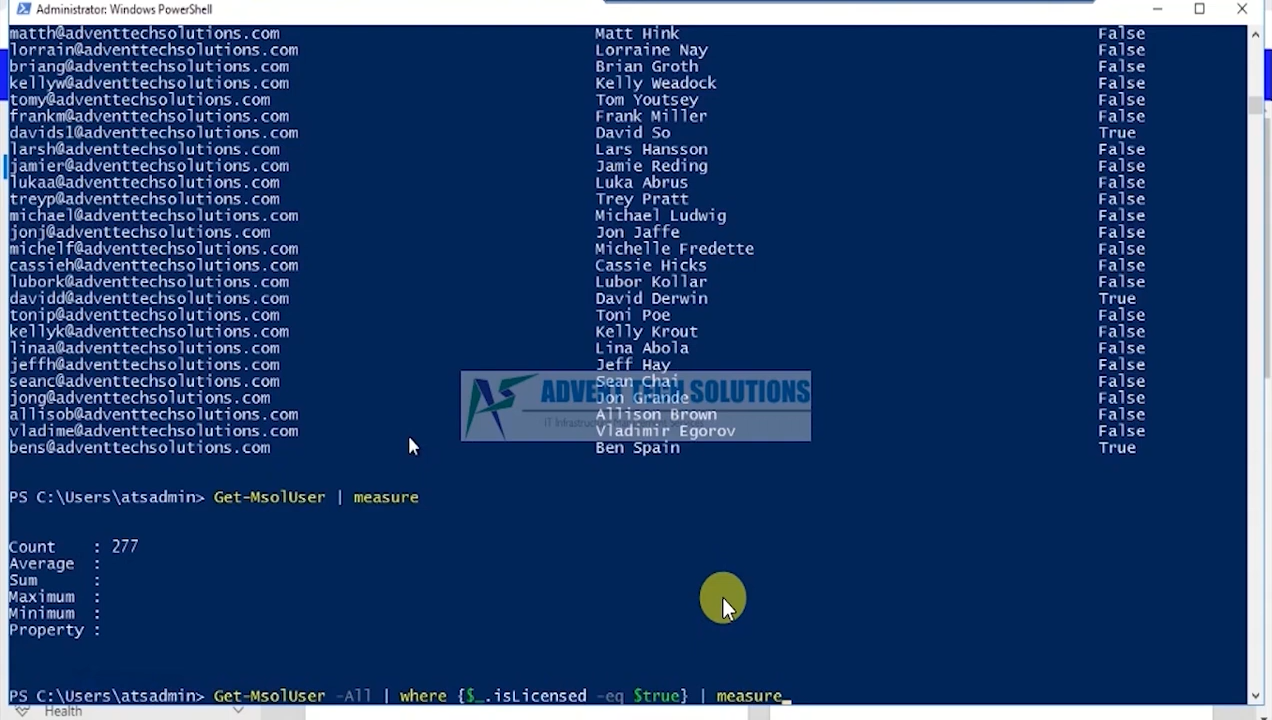 Administrator: Windows PowerShell
matth@adventtechsolutions.com Matt Hink False
lorrain@adventtechsolutions.com Lorraine Nay False
briang@adventtechsolutions.com Brian Groth False
kellyw@adventtechsolutions.com Kelly Weadock False
tomy@adventtechsolutions.com Tom Youtsey False
frankm@adventtechsolutions.com Frank Miller False
davids1@adventtechsolutions.com David So True
larsh@adventtechsolutions.com Lars Hansson False
jamier@adventtechsolutions.com Jamie Reding False
lukaa@adventtechsolutions.com Luka Abrus False
treyp@adventtechsolutions.com Trey Pratt False
michael@adventtechsolutions.com Michael Ludwig False
jonj@adventtechsolutions.com Jon Jaffe False
michelf@adventtechsolutions.com Michelle Fredette False
cassieh@adventtechsolutions.com Cassie Hicks False
lubork@adventtechsolutions.com Lubor Kollar False
davidd@adventtechsolutions.com David Derwin True
tonip@adventtechsolutions.com Toni Poe False
kellyk@adventtechsolutions.com Kelly Krout False
linaa@adventtechsolutions.com Lina Abola False
jeffh@adventtechsolutions.com Jeff Hay False
seanc@adventtechsolutions.com Sean Chai False
jong@adventtechsolutions.com Jon Grande False
allisob@adventtechsolutions.com Allison Brown False
vladime@adventtechsolutions.com Vladimir Egorov False
bens@adventtechsolutions.com Ben Spain True
ADVENT TECH SOLUTIONS
PS C:\Users\atsadmin> Get-MsolUser | measure
Count : 277
Average :
Sum :
Maximum :
Minimum :
Property :
PS C:\Users\atsadmin> Get-MsolUser -All | where {$_.isLicensed -eq $true} | measure_
Health